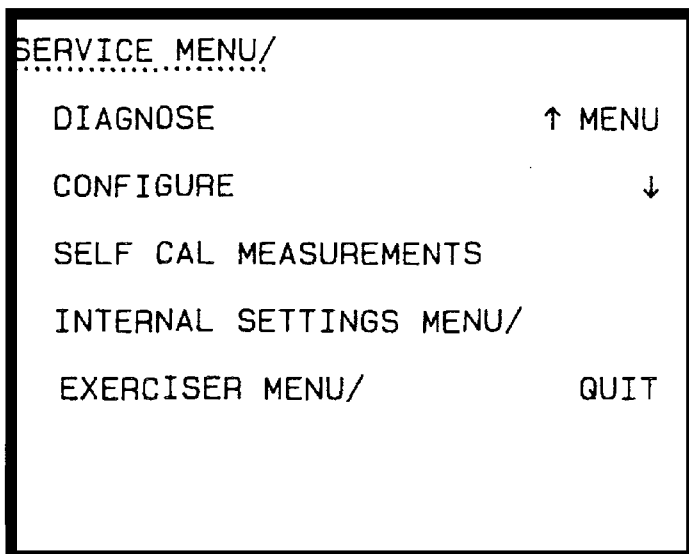 SERVICE MENU/
DIAGNOSE ↑ MENU
CONFIGURE ↓
SELF CAL MEASUREMENTS
INTERNAL SETTINGS MENU/
EXERCISER MENU/ QUIT